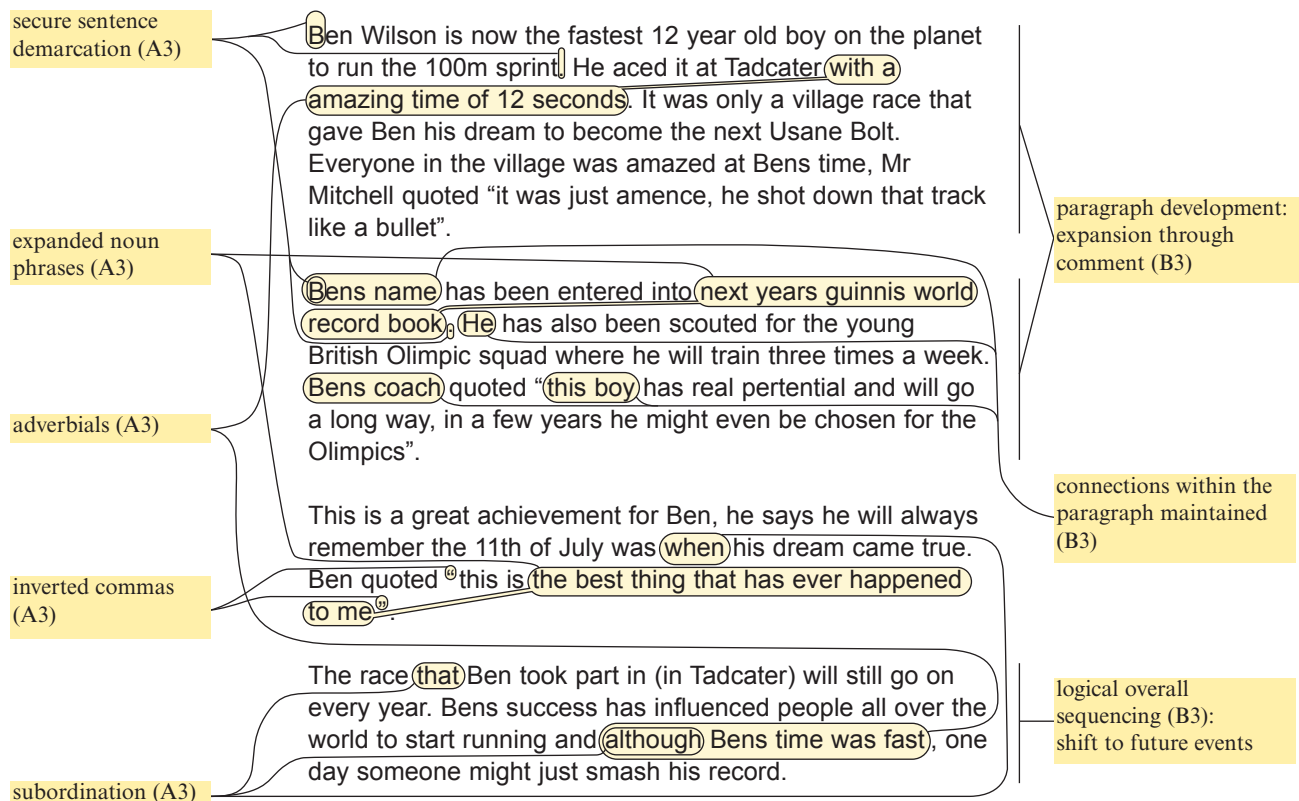 secure sentence
demarcation (A3)
expanded noun
phrases (A3)
adverbials (A3)
inverted commas
(A3)
subordination (A3)
Ben Wilson is now the fastest 12 year old boy on the planet
to run the 100m sprint. He aced it at Tadcater with a
amazing time of 12 seconds. It was only a village race that
gave Ben his dream to become the next Usane Bolt.
Everyone in the village was amazed at Bens time, Mr
Mitchell quoted “it was just amence, he shot down that track
like a bullet”.
Bens name has been entered into next years guinnis world
record book. He has also been scouted for the young
British Olimpic squad where he will train three times a week.
Bens coach quoted “this boy has real pertential and will go
a long way, in a few years he might even be chosen for the
Olimpics”.
This is a great achievement for Ben, he says he will always
remember the 11th of July was when his dream came true.
Ben quoted “this is the best thing that has ever happened
to me”.
The race that Ben took part in (in Tadcater) will still go on
every year. Bens success has influenced people all over the
world to start running and although Bens time was fast, one
day someone might just smash his record.
paragraph development:
expansion through
comment (B3)
connections within the
paragraph maintained
(B3)
logical overall
sequencing (B3):
shift to future events